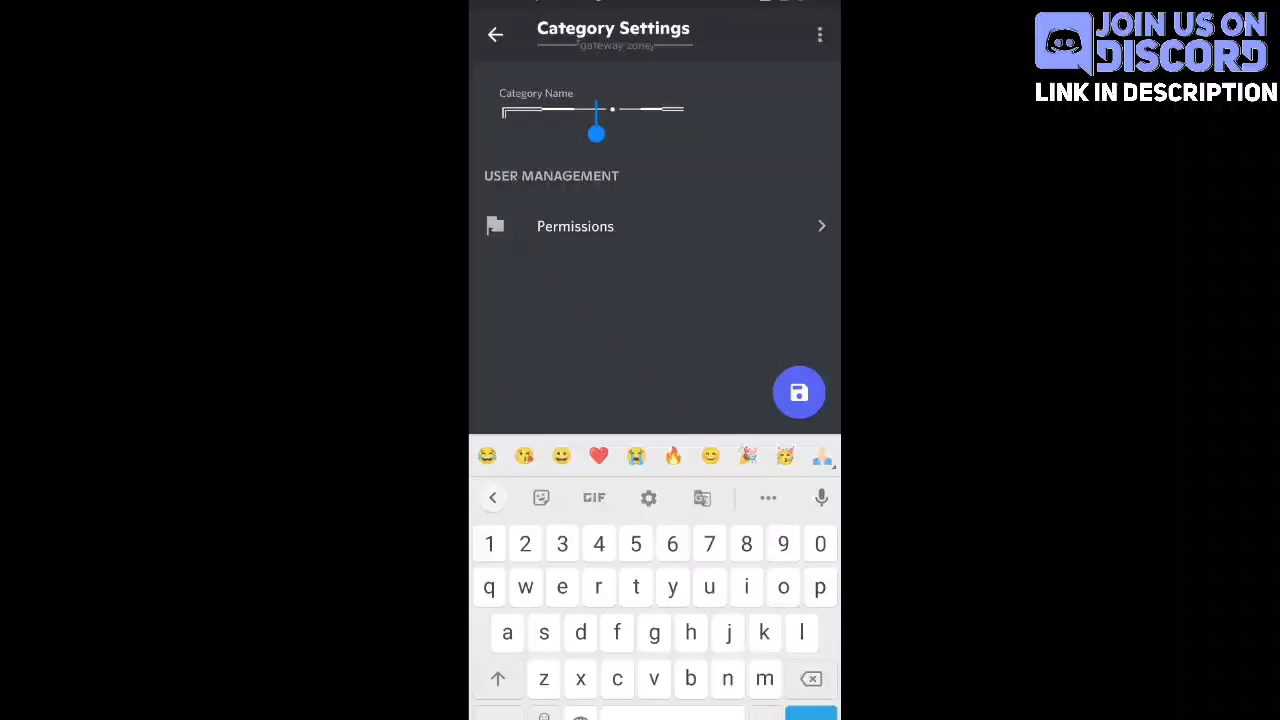 Category Settings
gateway zone
JOIN US ON
DISCORD
LINK IN DESCRIPTION
Category Name
USER MANAGEMENT
Permissions
GIF
1 2 3 4 5 6 7 8 9 0
q w e r t y u i o p
a s d f g h j k l
z x c v b n m